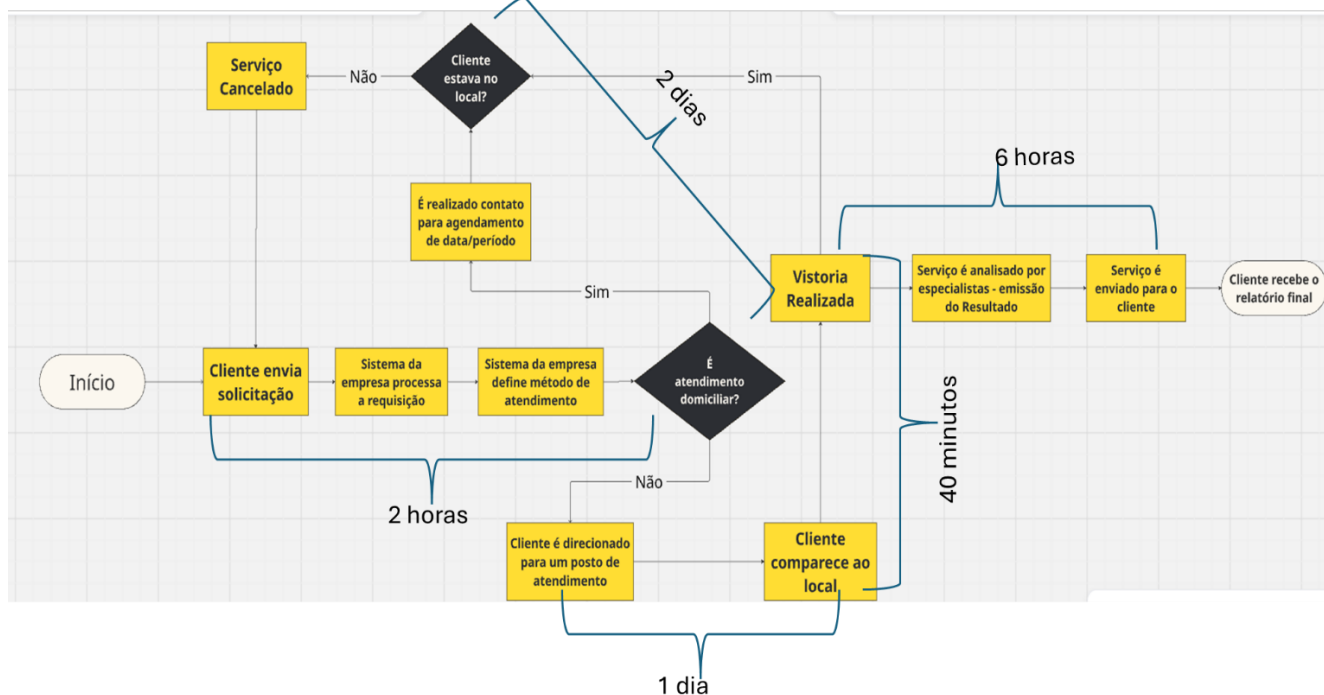 Cliente
estava no
local?
Serviço
Cancelado
Não
Sim
2 dias
6 horas
É realizado contato
para agendamento
de data/período
Sim
Vistoria
Realizada
Serviço é analisado por
especialistas - emissão
do Resultado
Serviço é
enviado para o
cliente
Cliente recebe o
relatório final
Início
Cliente envia
solicitação
Sistema da
empresa processa
a requisição
Sistema da empresa
define método de
atendimento
É
atendimento
domiciliar?
40 minutos
2 horas
Não
Cliente é direcionado
para um posto de
atendimento
Cliente
comparece ao
local
1 dia